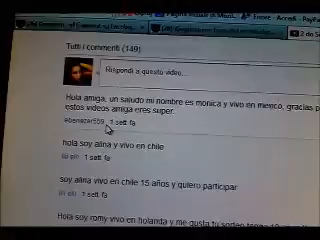 Errore - Accedi - PayPa
Tutti i commenti (149)
Rispondi a questo video...
Hola amiga, un saludo mi nombre es monica y vivo en mexico, gracias p
estos videos amiga eres super.
1 sett. fa
hola soy alina y vivo en chile
1 sett. fa
soy alina vivo en chile 15 años y quiero participar
1 sett. fa
Hola soy romy vivo en holanda y me gusta tu sorteo